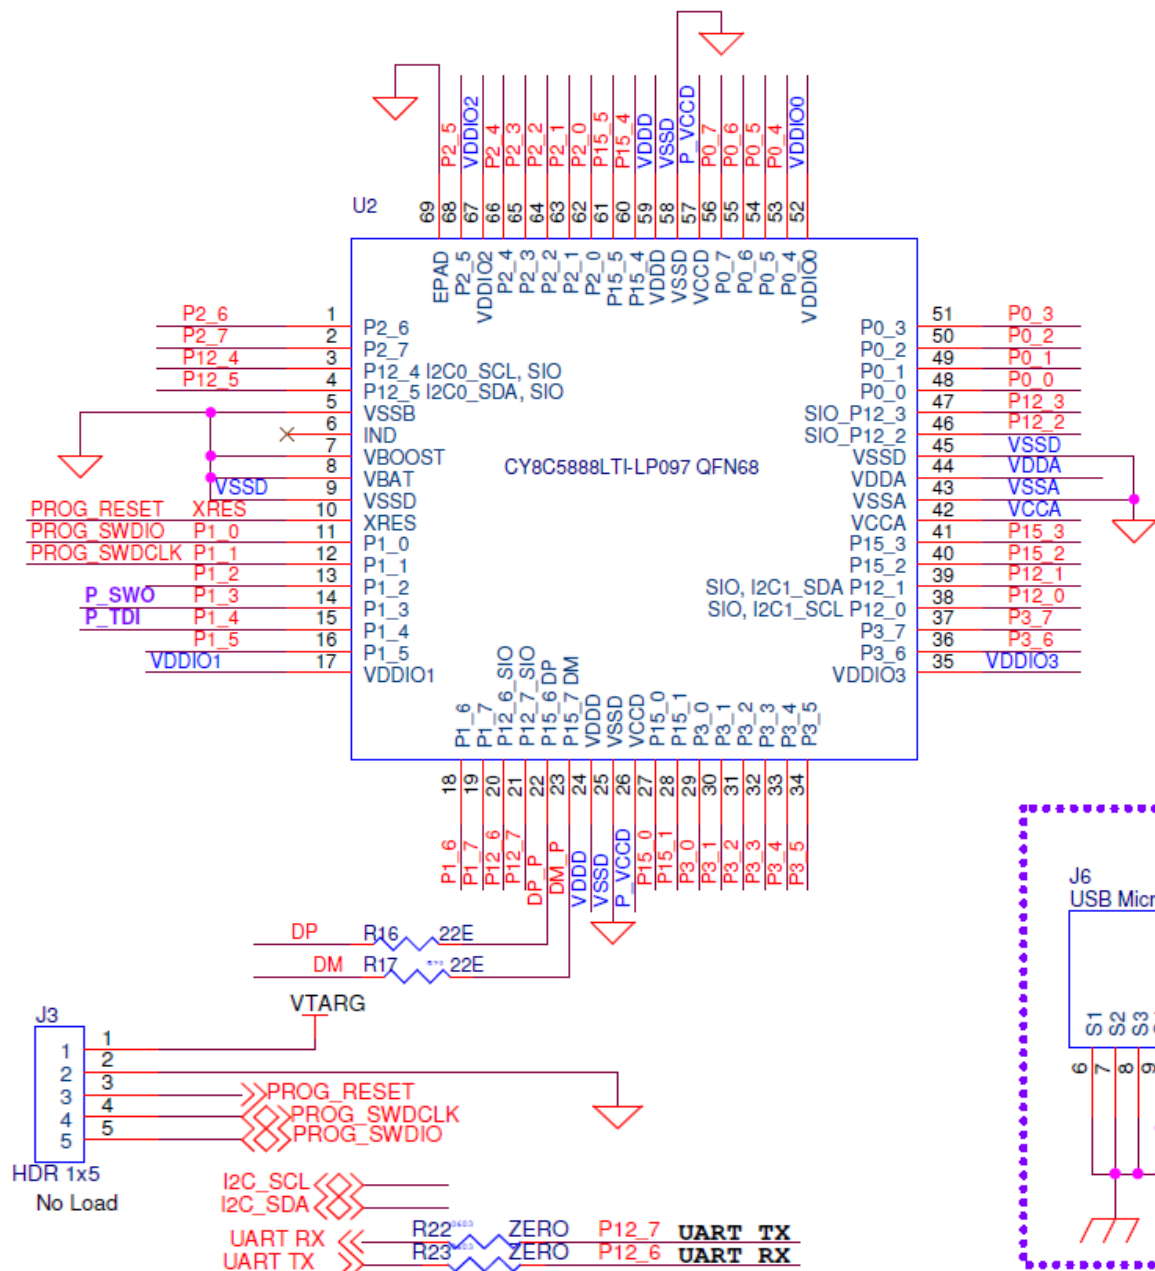 P2_5
VDDIO2
P2_4
P2_3
P2_2
P2_1
P2_0
P15_5
P15_4
VDDD
VSSD
P_VCCD
P0_7
P0_6
P0_5
P0_4
VDDIO0
U2
69 68 67 66 65 64 63 62 61 60 59 58 57 56 55 54 53 52
EPAD
P2_5
VDDIO2
P2_4
P2_3
P2_2
P2_1
P2_0
P15_5
P15_4
VDDD
VSSD
VCCD
P0_7
P0_6
P0_5
P0_4
VDDIO0
P2_6 1 P2_6
P2_7 2 P2_7
P12_4 3 P12_4 I2C0_SCL, SIO
P12_5 4 P12_5 I2C0_SDA, SIO
5 VSSB
6 IND
7 VBOOST
8 VBAT
VSSD 9 VSSD
PROG_RESET XRES 10 XRES
PROG_SWDIO P1_0 11 P1_0
PROG_SWDCLK P1_1 12 P1_1
P1_2 13 P1_2
P_SWO P1_3 14 P1_3
P_TDI P1_4 15 P1_4
P1_5 16 P1_5
VDDIO1 17 VDDIO1
CY8C5888LTI-LP097 QFN68
P0_3 51 P0_3
P0_2 50 P0_2
P0_1 49 P0_1
P0_0 48 P0_0
SIO_P12_3 47 P12_3
SIO_P12_2 46 P12_2
VSSD 45 VSSD
VDDA 44 VDDA
VSSA 43 VSSA
VCCA 42 VCCA
P15_3 41 P15_3
P15_2 40 P15_2
SIO, I2C1_SDA P12_1 39 P12_1
SIO, I2C1_SCL P12_0 38 P12_0
P3_7 37 P3_7
P3_6 36 P3_6
VDDIO3 35 VDDIO3
P1_6
P1_7
P12_6_SIO
P12_7_SIO
P15_6 DP
P15_7 DM
VDDD
VSSD
VCCD
P15_0
P15_1
P3_0
P3_1
P3_2
P3_3
P3_4
P3_5
18 19 20 21 22 23 24 25 26 27 28 29 30 31 32 33 34
P1_6
P1_7
P12_6
P12_7
DP_P
DM_P
VDDD
VSSD
P_VCCD
P15_0
P15_1
P3_0
P3_1
P3_2
P3_3
P3_4
P3_5
DP R16 22E
DM R17 22E
VTARG
J3
1 1
2 2
3 3 PROG_RESET
4 4 PROG_SWDCLK
5 5 PROG_SWDIO
HDR 1x5
No Load
I2C_SCL
I2C_SDA
UART RX R22 0603 ZERO P12_7 UART TX
UART TX R23 0603 ZERO P12_6 UART RX
J6
USB Micr
S1
S2
S3
6 7 8 9